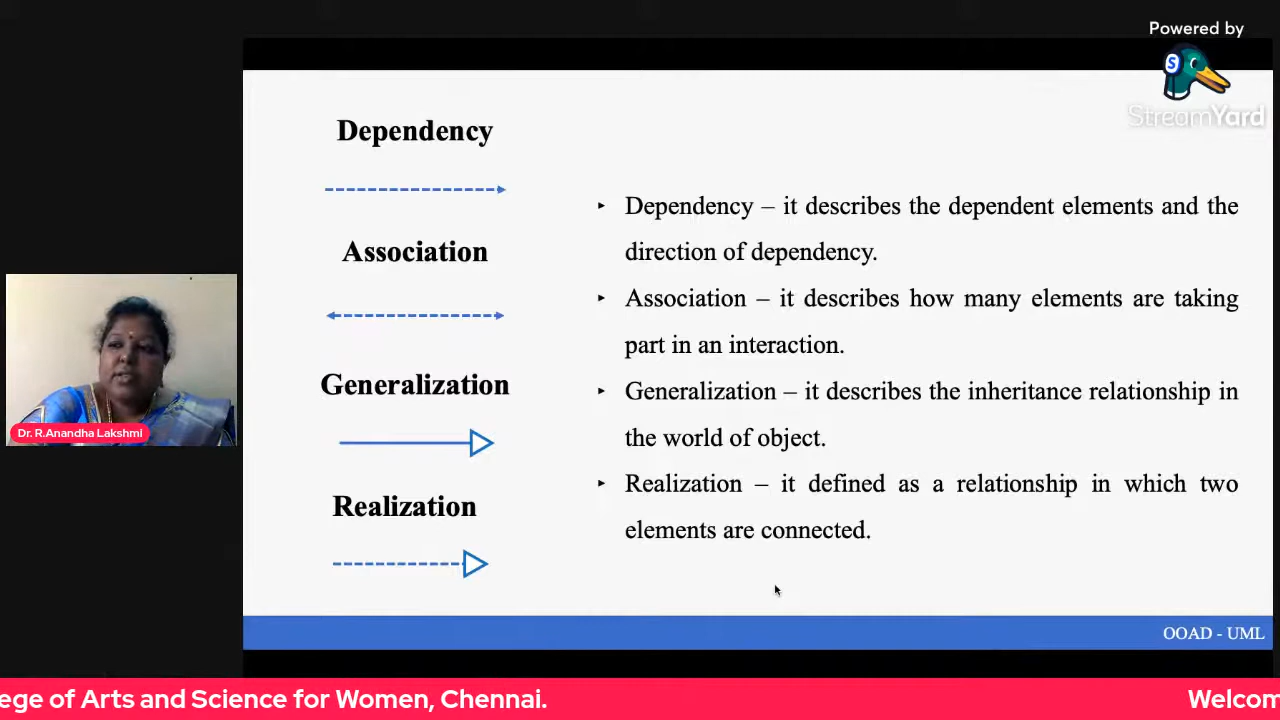 Powered by
StreamYard
Dependency
Association
Generalization
Realization
‣ Dependency – it describes the dependent elements and the
direction of dependency.
‣ Association – it describes how many elements are taking
part in an interaction.
‣ Generalization – it describes the inheritance relationship in
the world of object.
‣ Realization – it defined as a relationship in which two
elements are connected.
Dr. R.Anandha Lakshmi
OOAD - UML
of Arts and Science for Women, Chennai.